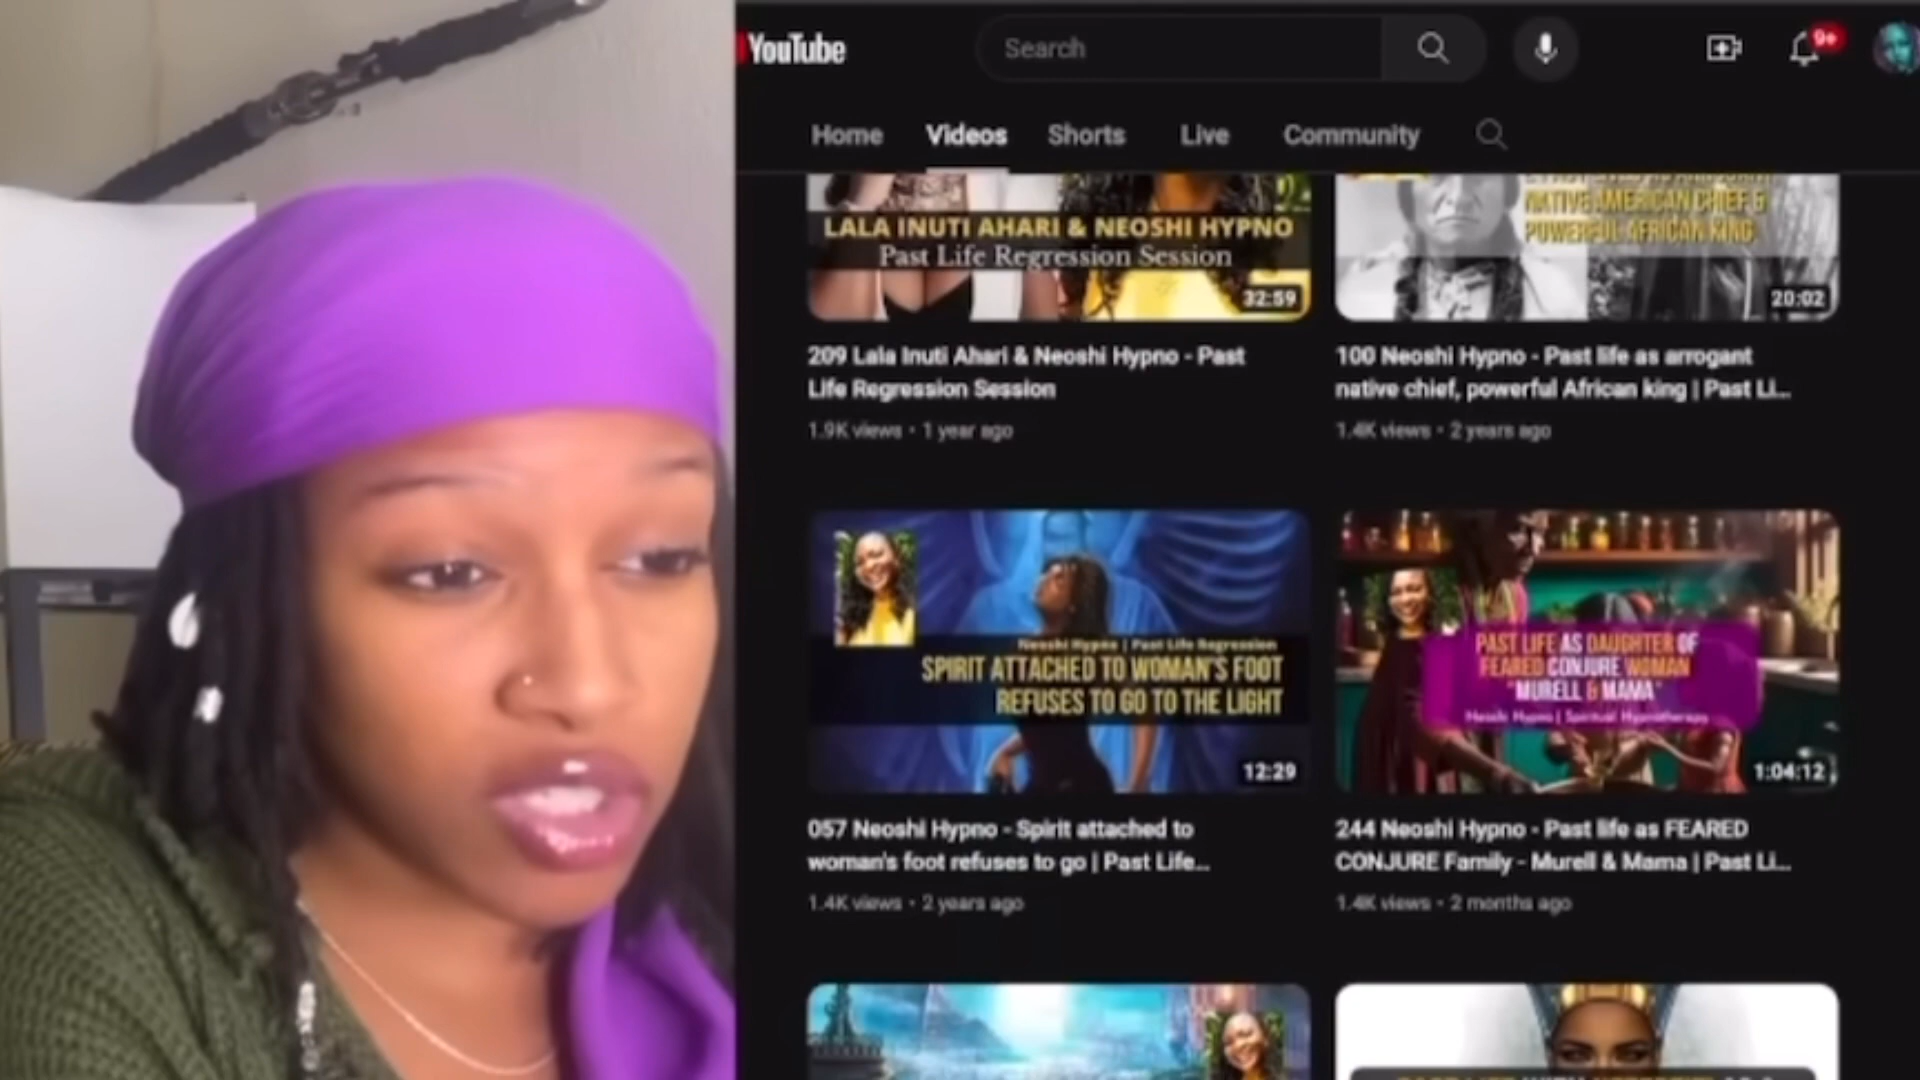 YouTube
Search
9+
Home Videos Shorts Live Community
LALA INUTI AHARI & NEOSHI HYPNO
Past Life Regression Session
32:59
NATIVE AMERICAN CHIEF &
POWERFUL AFRICAN KING
20:02
209 Lala Inuti Ahari & Neoshi Hypno - Past
Life Regression Session
1.9K views • 1 year ago
100 Neoshi Hypno - Past life as arrogant
native chief, powerful African king | Past Li...
1.4K views • 2 years ago
Neoshi Hypno | Past Life Regression
SPIRIT ATTACHED TO WOMAN'S FOOT
REFUSES TO GO TO THE LIGHT
12:29
PAST LIFE AS DAUGHTER OF
FEARED CONJURE WOMAN
"MURELL & MAMA"
Neoshi Hypno | Spiritual Hypnotherapy
1:04:12
057 Neoshi Hypno - Spirit attached to
woman's foot refuses to go | Past Life...
1.4K views • 2 years ago
244 Neoshi Hypno - Past life as FEARED
CONJURE Family - Murell & Mama | Past Li...
1.4K views • 2 months ago